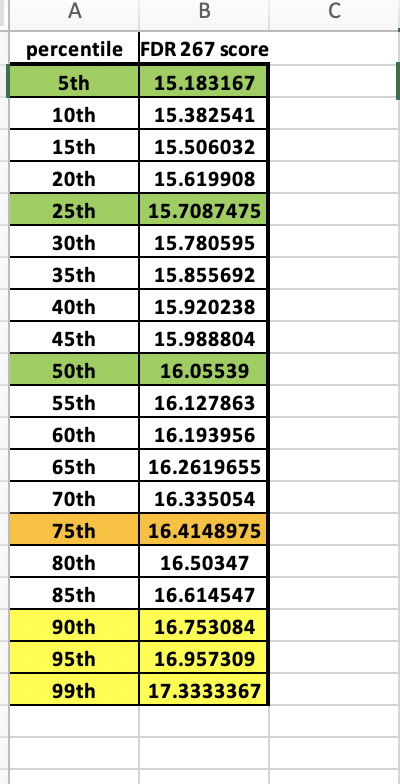 A B C
percentile FDR 267 score
5th 15.183167
10th 15.382541
15th 15.506032
20th 15.619908
25th 15.7087475
30th 15.780595
35th 15.855692
40th 15.920238
45th 15.988804
50th 16.05539
55th 16.127863
60th 16.193956
65th 16.2619655
70th 16.335054
75th 16.4148975
80th 16.50347
85th 16.614547
90th 16.753084
95th 16.957309
99th 17.3333367